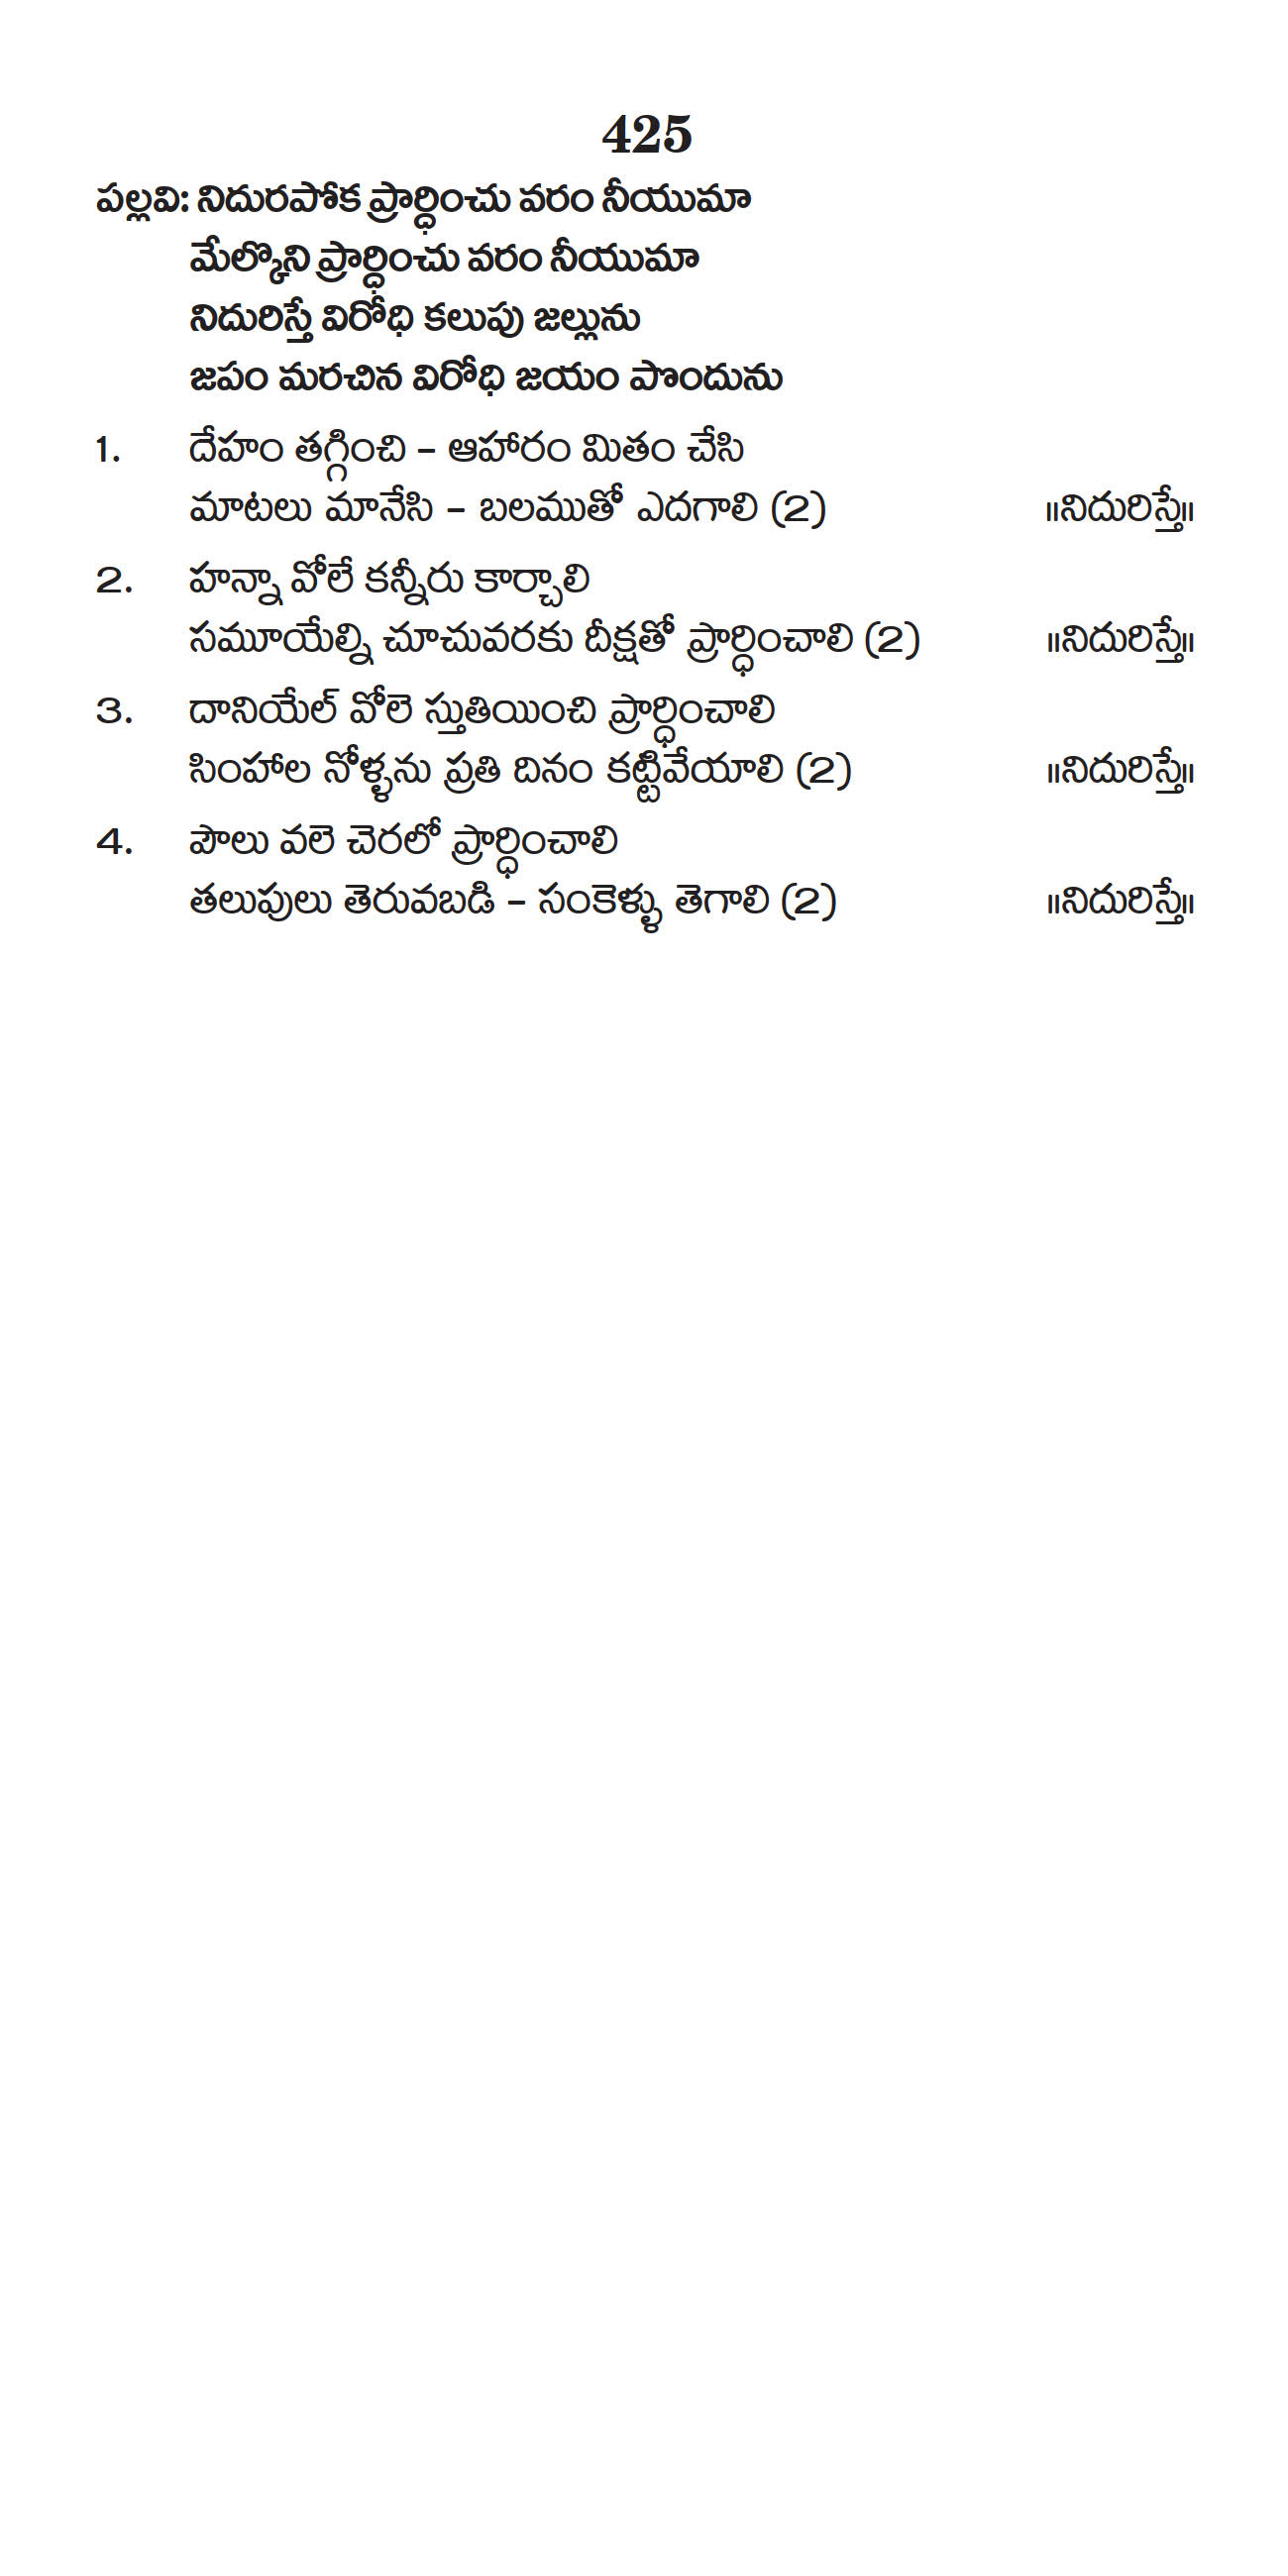 425
పల్లవి: నిదురపోక ప్రార్ధించు వరం నీయుమా
మేల్కొని ప్రార్ధించు వరం నీయుమా
నిదురిస్తే విరోధి కలుపు జల్లును
జపం మరచిన విరోధి జయం పొందును
1. దేహం తగ్గించి – ఆహారం మితం చేసి
మాటలు మానేసి – బలముతో ఎదగాలి (2) ॥నిదురిస్తే॥
2. హన్నా వోలే కన్నీరు కార్చాలి
సమూయేల్ని చూచువరకు దీక్షతో ప్రార్ధించాలి (2) ॥నిదురిస్తే॥
3. దానియేల్ వోలె స్తుతియించి ప్రార్ధించాలి
సింహాల నోళ్ళను ప్రతి దినం కట్టివేయాలి (2) ॥నిదురిస్తే॥
4. పౌలు వలె చెరలో ప్రార్ధించాలి
తలుపులు తెరువబడి – సంకెళ్ళు తెగాలి (2) ॥నిదురిస్తే॥